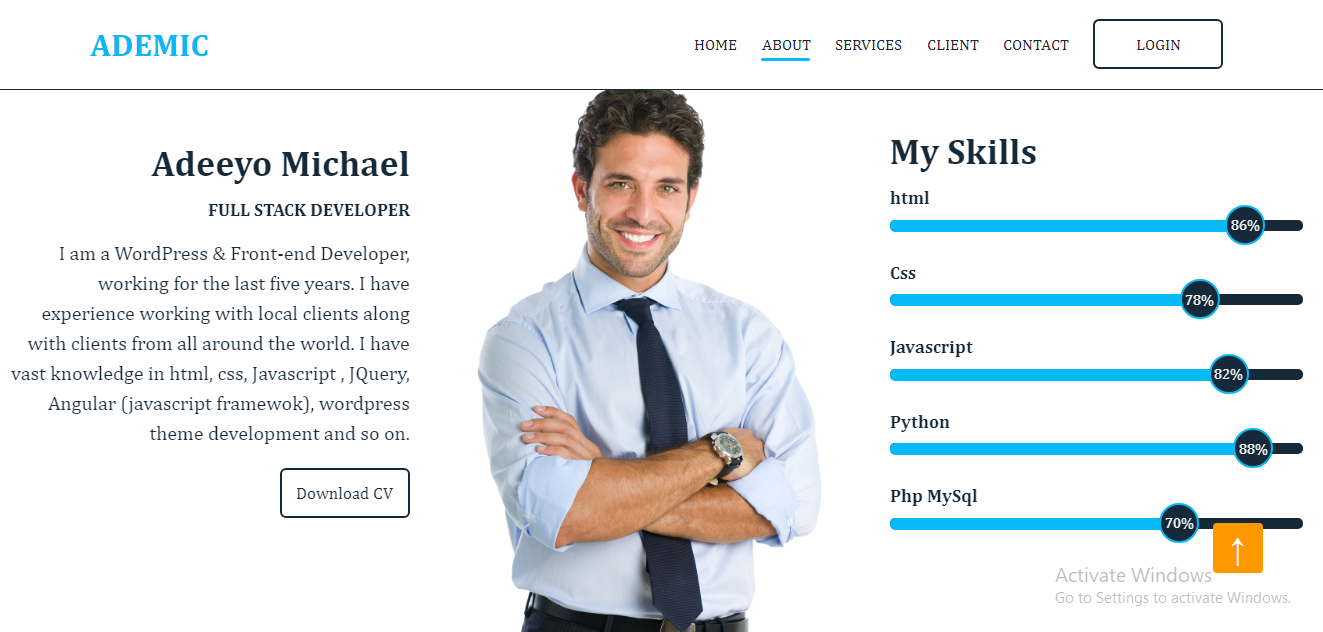 ADEMIC
HOME ABOUT SERVICES CLIENT CONTACT LOGIN
Adeeyo Michael
FULL STACK DEVELOPER
I am a WordPress & Front-end Developer,
working for the last five years. I have
experience working with local clients along
with clients from all around the world. I have
vast knowledge in html, css, Javascript , JQuery,
Angular (javascript framewok), wordpress
theme development and so on.
Download CV
My Skills
html
86%
Css
78%
Javascript
82%
Python
88%
Php MySql
70%
↑
Activate Windows
Go to Settings to activate Windows.